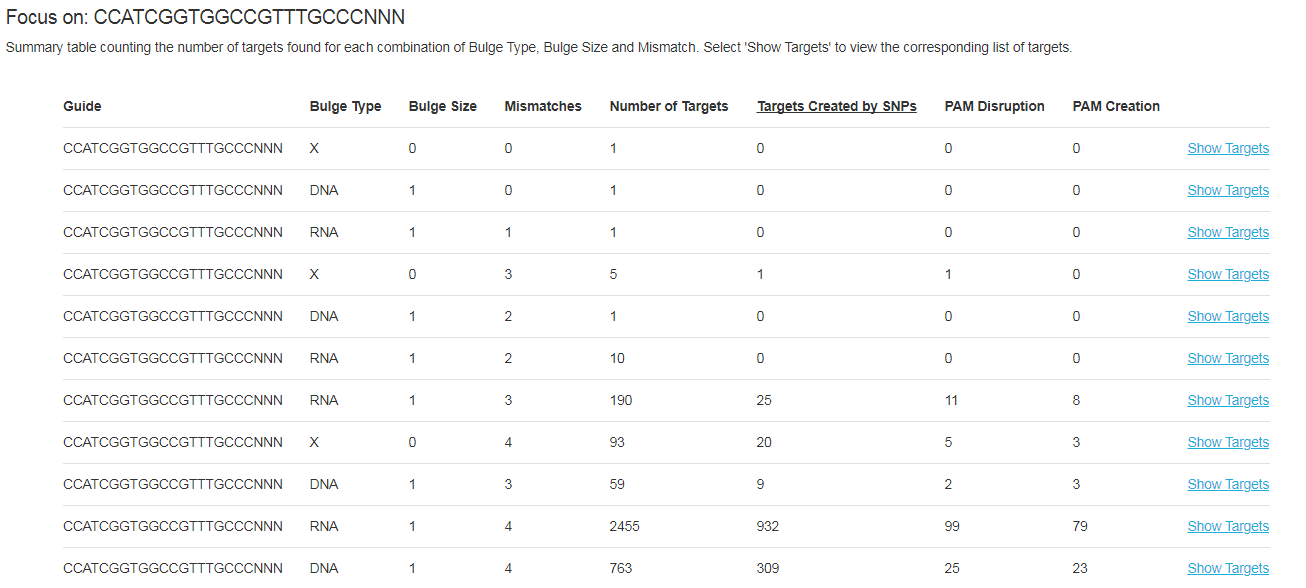 Focus on: CCATCGGTGGCCGTTTGCCCNNN
Summary table counting the number of targets found for each combination of Bulge Type, Bulge Size and Mismatch. Select 'Show Targets' to view the corresponding list of targets.
Guide Bulge Type Bulge Size Mismatches Number of Targets Targets Created by SNPs PAM Disruption PAM Creation
CCATCGGTGGCCGTTTGCCCNNN X 0 0 1 0 0 0 Show Targets
CCATCGGTGGCCGTTTGCCCNNN DNA 1 0 1 0 0 0 Show Targets
CCATCGGTGGCCGTTTGCCCNNN RNA 1 1 1 0 0 0 Show Targets
CCATCGGTGGCCGTTTGCCCNNN X 0 3 5 1 1 0 Show Targets
CCATCGGTGGCCGTTTGCCCNNN DNA 1 2 1 0 0 0 Show Targets
CCATCGGTGGCCGTTTGCCCNNN RNA 1 2 10 0 0 0 Show Targets
CCATCGGTGGCCGTTTGCCCNNN RNA 1 3 190 25 11 8 Show Targets
CCATCGGTGGCCGTTTGCCCNNN X 0 4 93 20 5 3 Show Targets
CCATCGGTGGCCGTTTGCCCNNN DNA 1 3 59 9 2 3 Show Targets
CCATCGGTGGCCGTTTGCCCNNN RNA 1 4 2455 932 99 79 Show Targets
CCATCGGTGGCCGTTTGCCCNNN DNA 1 4 763 309 25 23 Show Targets